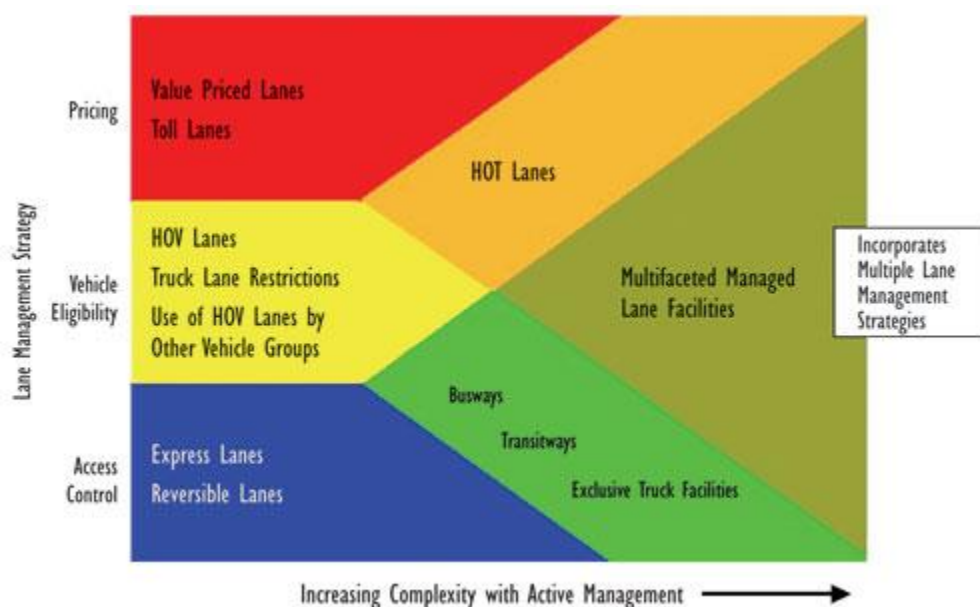 Lane Management Strategy
Pricing
Value Priced Lanes
Toll Lanes
HOT Lanes
Vehicle
Eligibility
HOV Lanes
Truck Lane Restrictions
Use of HOV Lanes by
Other Vehicle Groups
Multifaceted Managed
Lane Facilities
Incorporates
Multiple Lane
Management
Strategies
Access
Control
Express Lanes
Reversible Lanes
Busways
Transitways
Exclusive Truck Facilities
Increasing Complexity with Active Management